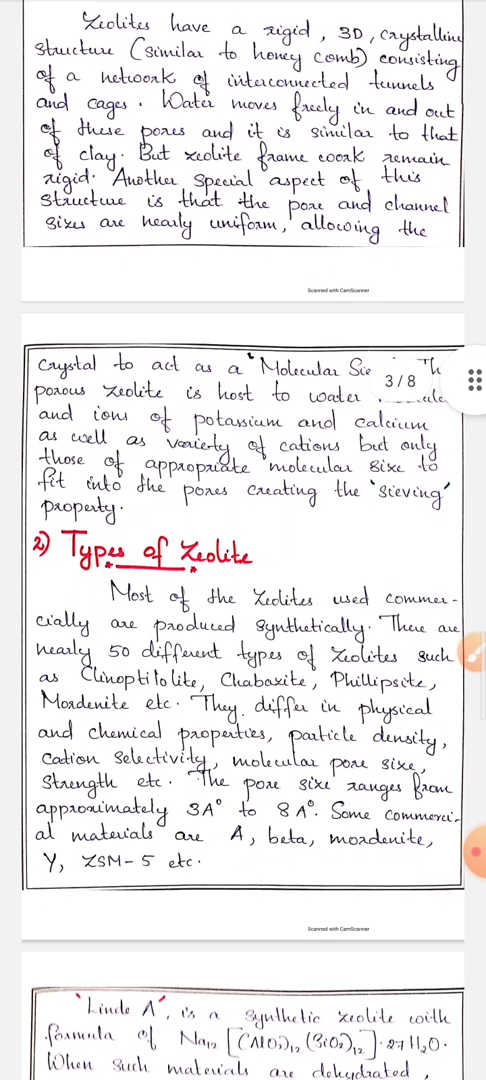 Zeolites have a rigid, 3D, crystalline
structure (similar to honey comb) consisting
of a network of interconnected tunnels
and cages. Water moves freely in and out
of these pores and it is similar to that
of clay. But zeolite frame work remain
rigid. Another special aspect of this
structure is that the pore and channel
sizes are nearly uniform, allowing the
Scanned with CamScanner
crystal to act as a 'Molecular
porous zeolite is host to water
3/8
and ions of potassium and calcium
as well as variety of cations but only
those of appropriate molecular size to
fit into the pores creating the 'sieving'
property.
2) Types of Zeolite
Most of the Zeolites used commer-
cially are produced synthetically. There are
nearly 50 different types of Zeolites such
as Clinoptilolite, Chabazite, Phillipsite,
Mordenite etc. They differ in physical
and chemical properties, particle density,
cation selectivity, molecular pore size,
strength etc. The pore size ranges from
approximately 3A° to 8A°. Some commerci-
al materials are A, beta, mordenite,
Y, ZSM-5 etc.
Scanned with CamScanner
'Linde A', is a synthetic zeolite with
formula of Na12 [(AlO2)12 (SiO2)12].27H2O.
When such materials are dehydrated,